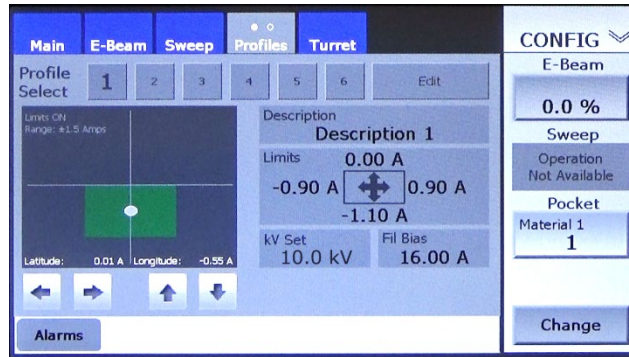 Main E-Beam Sweep Profiles Turret
CONFIG
Profile Select 1 2 3 4 5 6 Edit
E-Beam
0.0 %
Limits ON
Range: ±1.5 Amps
Description
Description 1
Sweep
Operation
Not Available
Limits 0.00 A
-0.90 A 0.90 A
-1.10 A
Pocket
Material 1
1
kV Set Fil Bias
10.0 kV 16.00 A
Latitude: 0.01 A Longitude: -0.55 A
Alarms
Change